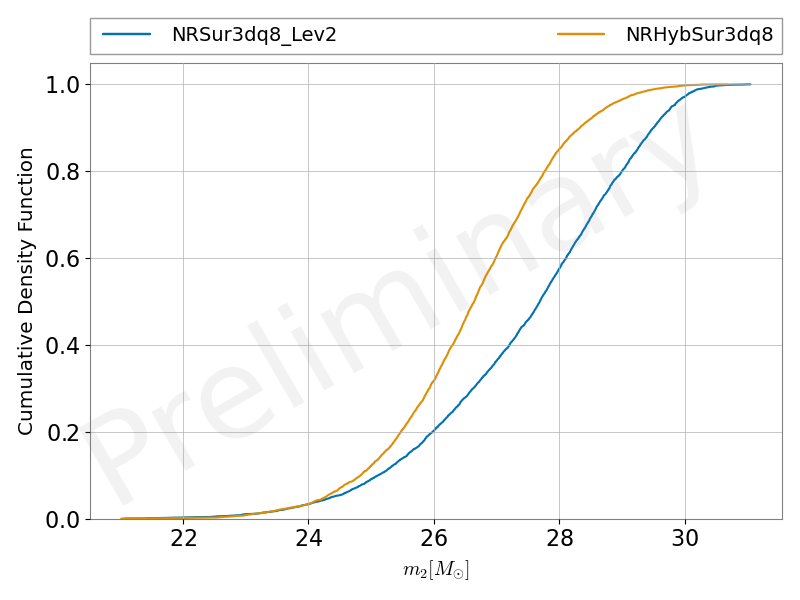 NRSur3dq8_Lev2 NRHybSur3dq8
1.0
0.8
0.6
0.4
0.2
0.0
Cumulative Density Function
Preliminary
22 24 26 28 30
m₂[M⊙]